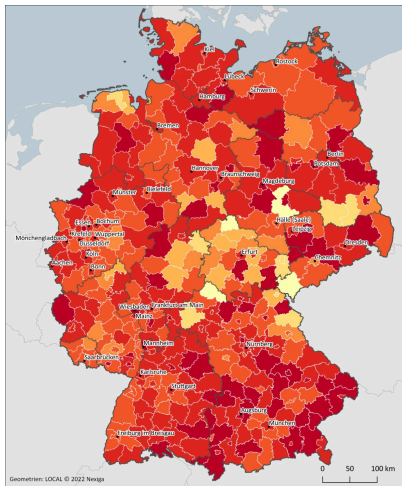 Kiel
Rostock
Lübeck
Hamburg
Schwerin
Bremen
Berlin
Potsdam
Hannover
Braunschweig
Magdeburg
Münster
Bielefeld
Essen
Bochum
Halle (Saale)
Leipzig
Krefeld
Wuppertal
Mönchengladbach
Düsseldorf
Dresden
Köln
Erfurt
Chemnitz
Aachen
Bonn
Wiesbaden
Frankfurt am Main
Mainz
Nürnberg
Mannheim
Saarbrücken
Karlsruhe
Stuttgart
Augsburg
München
Freiburg im Breisgau
Geometrien: LOCAL © 2022 Nexiga
0 50 100 km